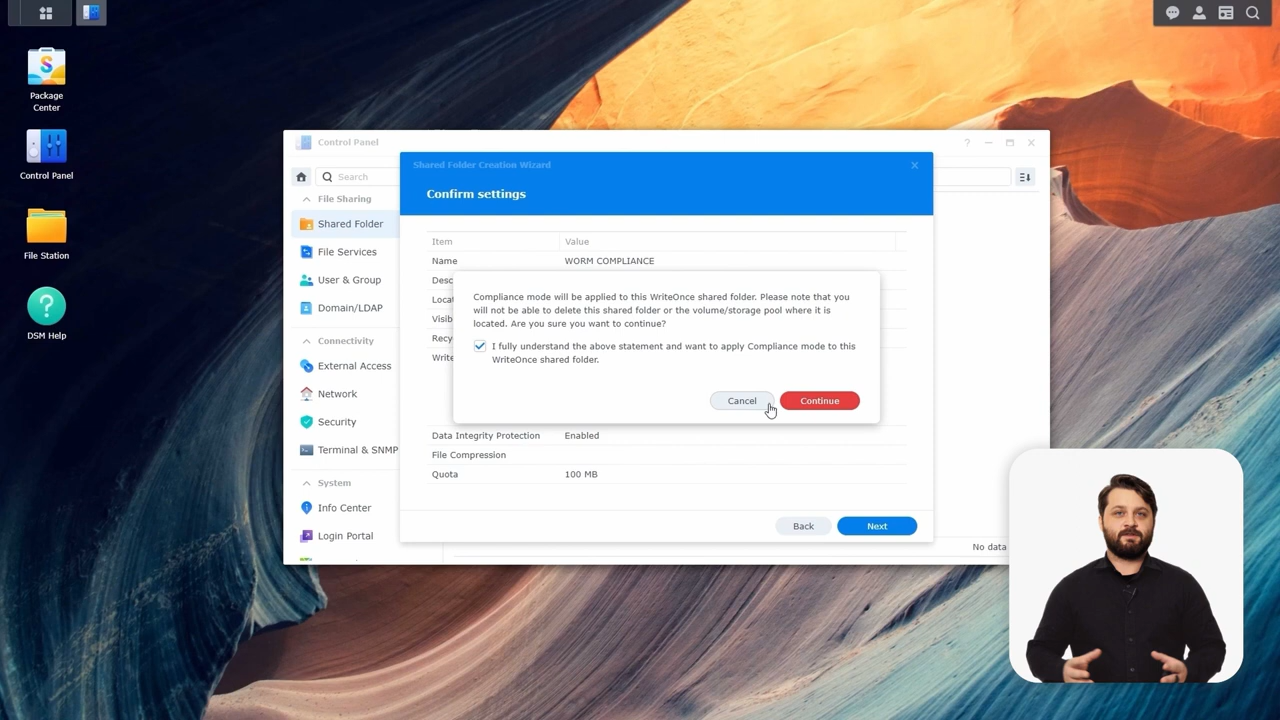 Package
Center
Control Panel
File Station
DSM Help
Control Panel
Search
File Sharing
Shared Folder
File Services
User & Group
Domain/LDAP
Connectivity
External Access
Network
Security
Terminal & SNMP
System
Info Center
Login Portal
Shared Folder Creation Wizard
Confirm settings
Item Value
Name WORM COMPLIANCE
Desc
Locat
Visib
Recy
Write
Compliance mode will be applied to this WriteOnce shared folder. Please note that you
will not be able to delete this shared folder or the volume/storage pool where it is
located. Are you sure you want to continue?
I fully understand the above statement and want to apply Compliance mode to this
WriteOnce shared folder.
Cancel Continue
Data Integrity Protection Enabled
File Compression
Quota 100 MB
Back Next
No data